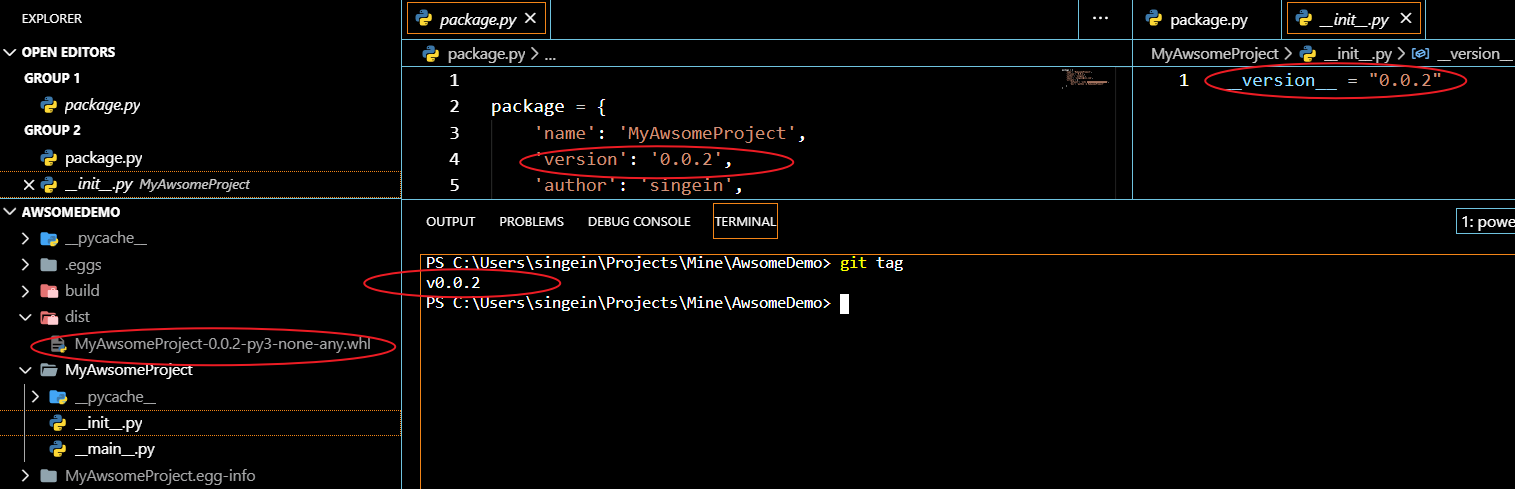 EXPLORER
OPEN EDITORS
GROUP 1
package.py
GROUP 2
package.py
__init__.py MyAwsomeProject
AWSOMEDEMO
__pycache__
.eggs
build
dist
MyAwsomeProject-0.0.2-py3-none-any.whl
MyAwsomeProject
__pycache__
__init__.py
__main__.py
MyAwsomeProject.egg-info
package.py
package.py > ...
1
2 package = {
3 'name': 'MyAwsomeProject',
4 'version': '0.0.2',
5 'author': 'singein',
package.py __init__.py
MyAwsomeProject > __init__.py > __version__
1 __version__ = "0.0.2"
OUTPUT PROBLEMS DEBUG CONSOLE TERMINAL
1: powe
PS C:\Users\singein\Projects\Mine\AwsomeDemo> git tag
v0.0.2
PS C:\Users\singein\Projects\Mine\AwsomeDemo>